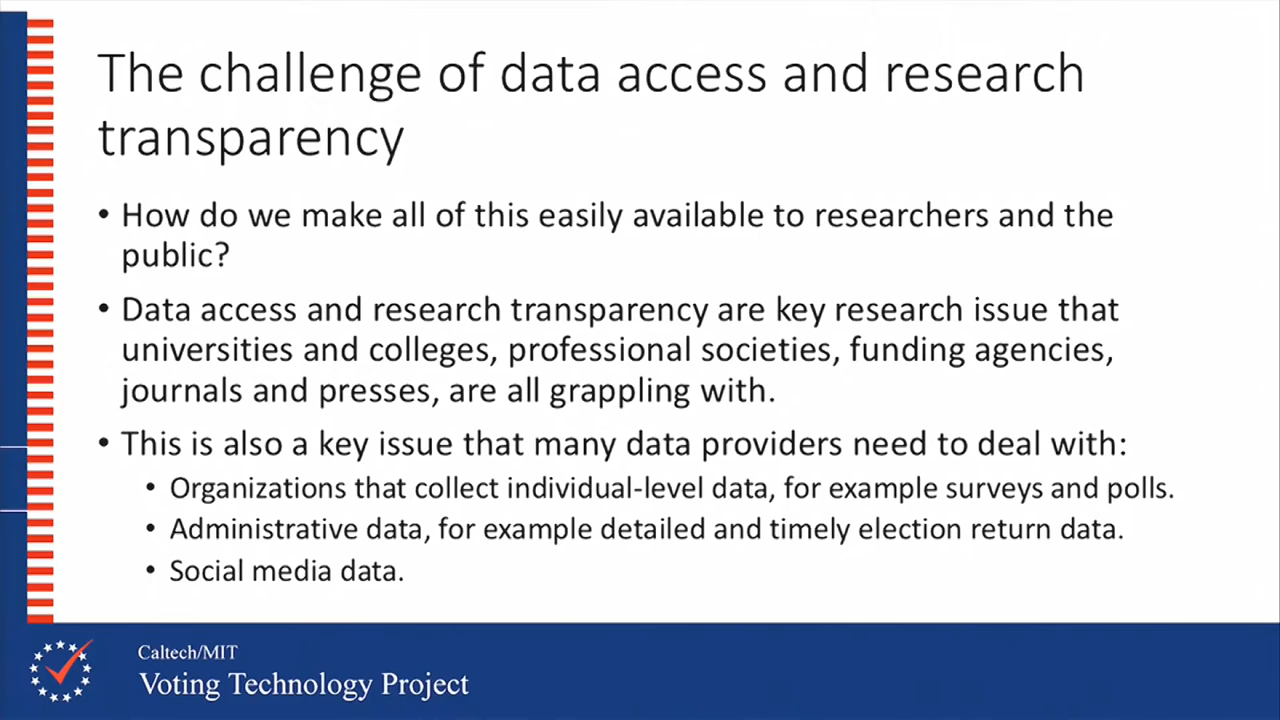 The challenge of data access and research
transparency
• How do we make all of this easily available to researchers and the
public?
• Data access and research transparency are key research issue that
universities and colleges, professional societies, funding agencies,
journals and presses, are all grappling with.
• This is also a key issue that many data providers need to deal with:
• Organizations that collect individual-level data, for example surveys and polls.
• Administrative data, for example detailed and timely election return data.
• Social media data.
Caltech/MIT
Voting Technology Project